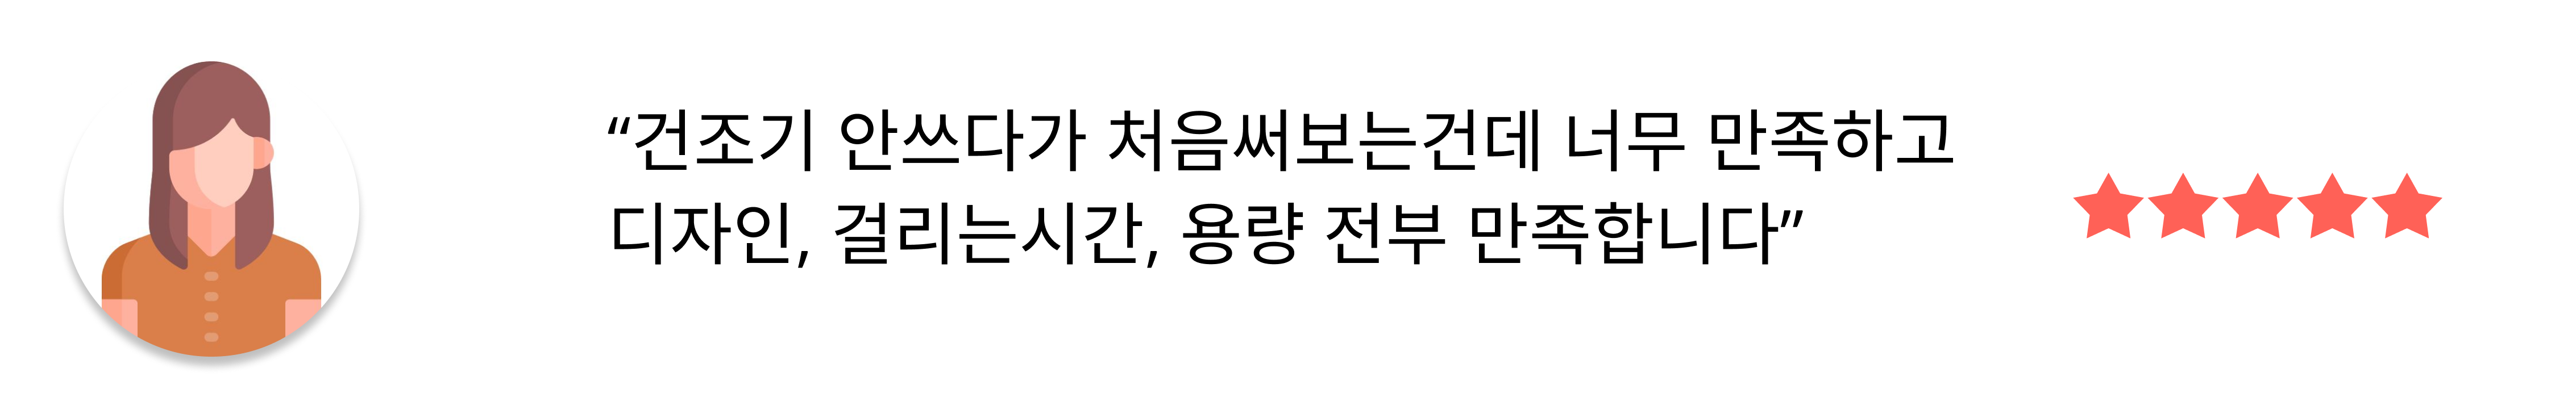 “건조기 안쓰다가 처음써보는건데 너무 만족하고
디자인, 걸리는시간, 용량 전부 만족합니다”